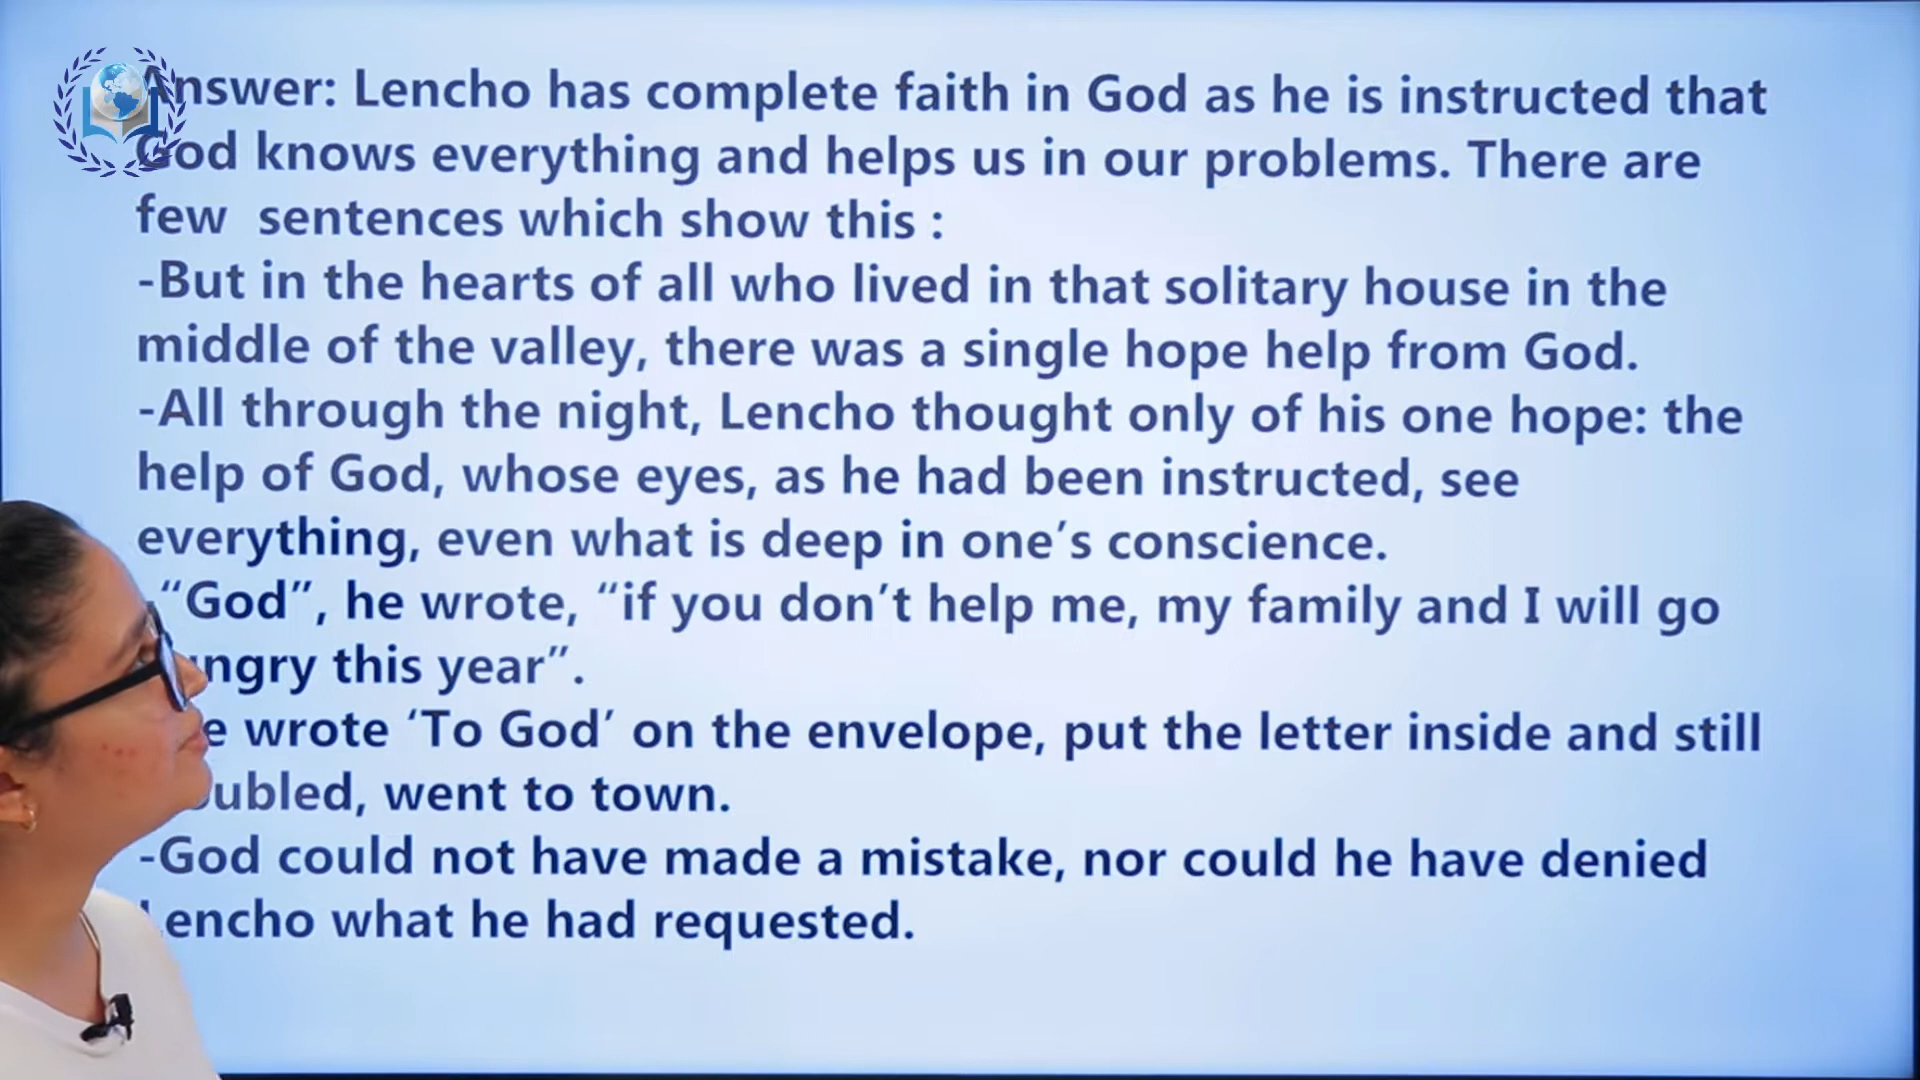 Answer: Lencho has complete faith in God as he is instructed that
God knows everything and helps us in our problems. There are
few sentences which show this :
-But in the hearts of all who lived in that solitary house in the
middle of the valley, there was a single hope help from God.
-All through the night, Lencho thought only of his one hope: the
help of God, whose eyes, as he had been instructed, see
everything, even what is deep in one’s conscience.
“God”, he wrote, “if you don’t help me, my family and I will go
this year”.
wrote ‘To God’ on the envelope, put the letter inside and still
went to town.
-God could not have made a mistake, nor could he have denied
Lencho what he had requested.